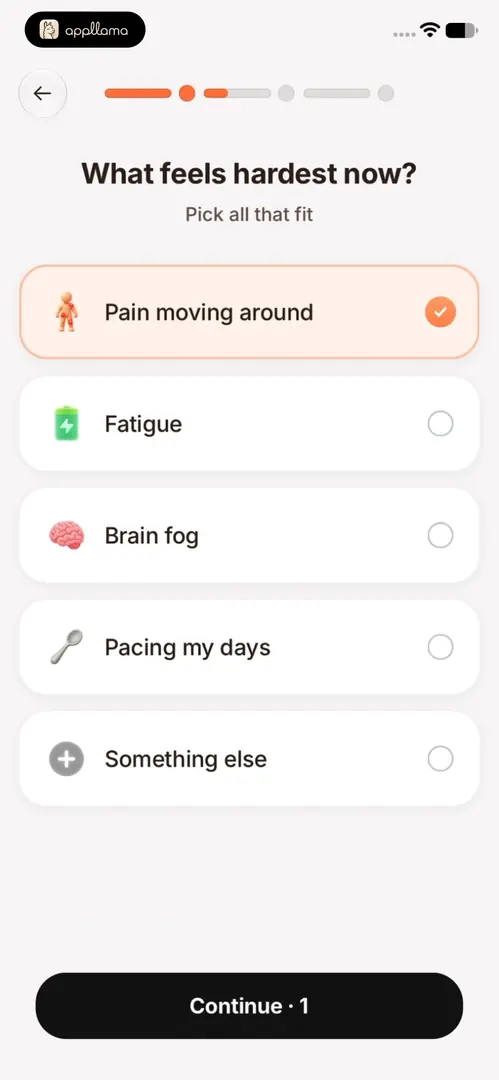 appllama
What feels hardest now?
Pick all that fit
Pain moving around
Fatigue
Brain fog
Pacing my days
Something else
Continue · 1